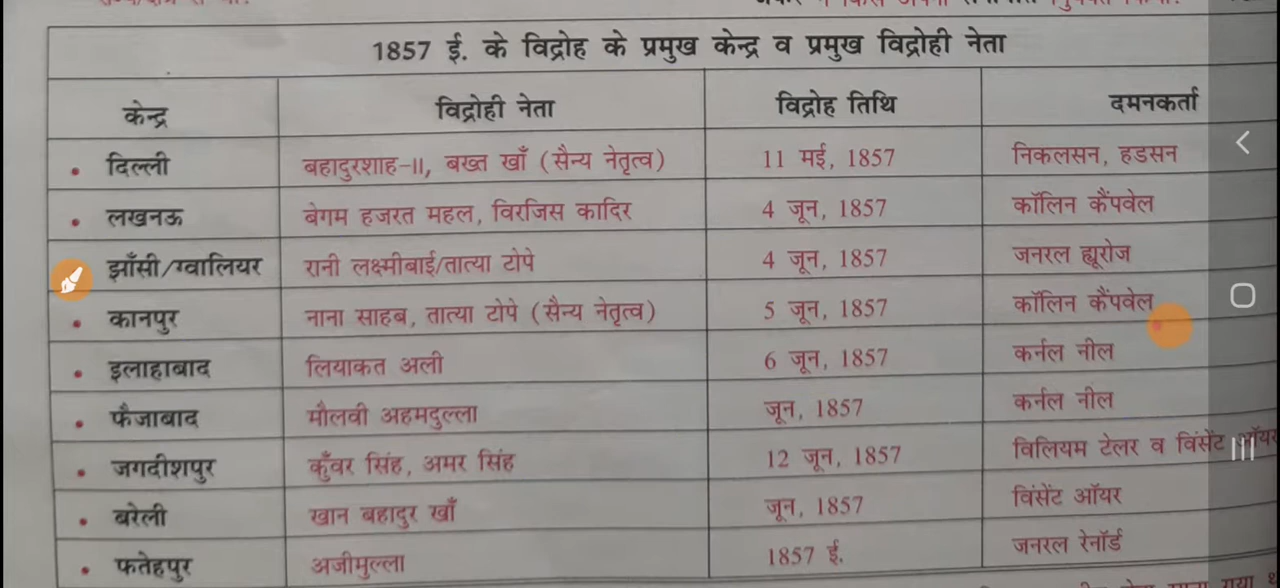 1857 ई. के विद्रोह के प्रमुख केन्द्र व प्रमुख विद्रोही नेता
केन्द्र विद्रोही नेता विद्रोह तिथि दमनकर्ता
• दिल्ली बहादुरशाह-II, बख्त खाँ (सैन्य नेतृत्व) 11 मई, 1857 निकलसन, हडसन
• लखनऊ बेगम हजरत महल, विरजिस कादिर 4 जून, 1857 कॉलिन कैंपवेल
झाँसी/ग्वालियर रानी लक्ष्मीबाई/तात्या टोपे 4 जून, 1857 जनरल ह्यूरोज
• कानपुर नाना साहब, तात्या टोपे (सैन्य नेतृत्व) 5 जून, 1857 कॉलिन कैंपवेल
• इलाहाबाद लियाकत अली 6 जून, 1857 कर्नल नील
• फैजाबाद मौलवी अहमदुल्ला जून, 1857 कर्नल नील
• जगदीशपुर कुँवर सिंह, अमर सिंह 12 जून, 1857 विलियम टेलर व विंसेंट
• बरेली खान बहादुर खाँ जून, 1857 विंसेंट ऑयर
• फतेहपुर अजीमुल्ला 1857 ई. जनरल रेनॉर्ड